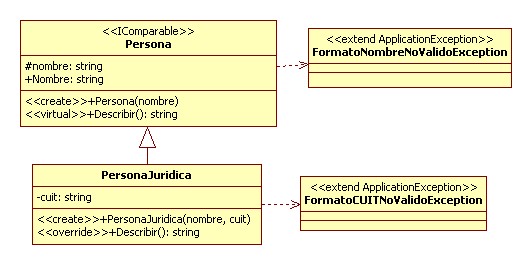 <<IComparable>>
Persona
#nombre: string
+Nombre: string
<<create>>+Persona(nombre)
<<virtual>>+Describir(): string
<<extend ApplicationException>>
FormatoNombreNoValidoException
PersonaJuridica
-cuit: string
<<create>>+PersonaJuridica(nombre, cuit)
<<override>>+Describir(): string
<<extend ApplicationException>>
FormatoCUITNoValidoException